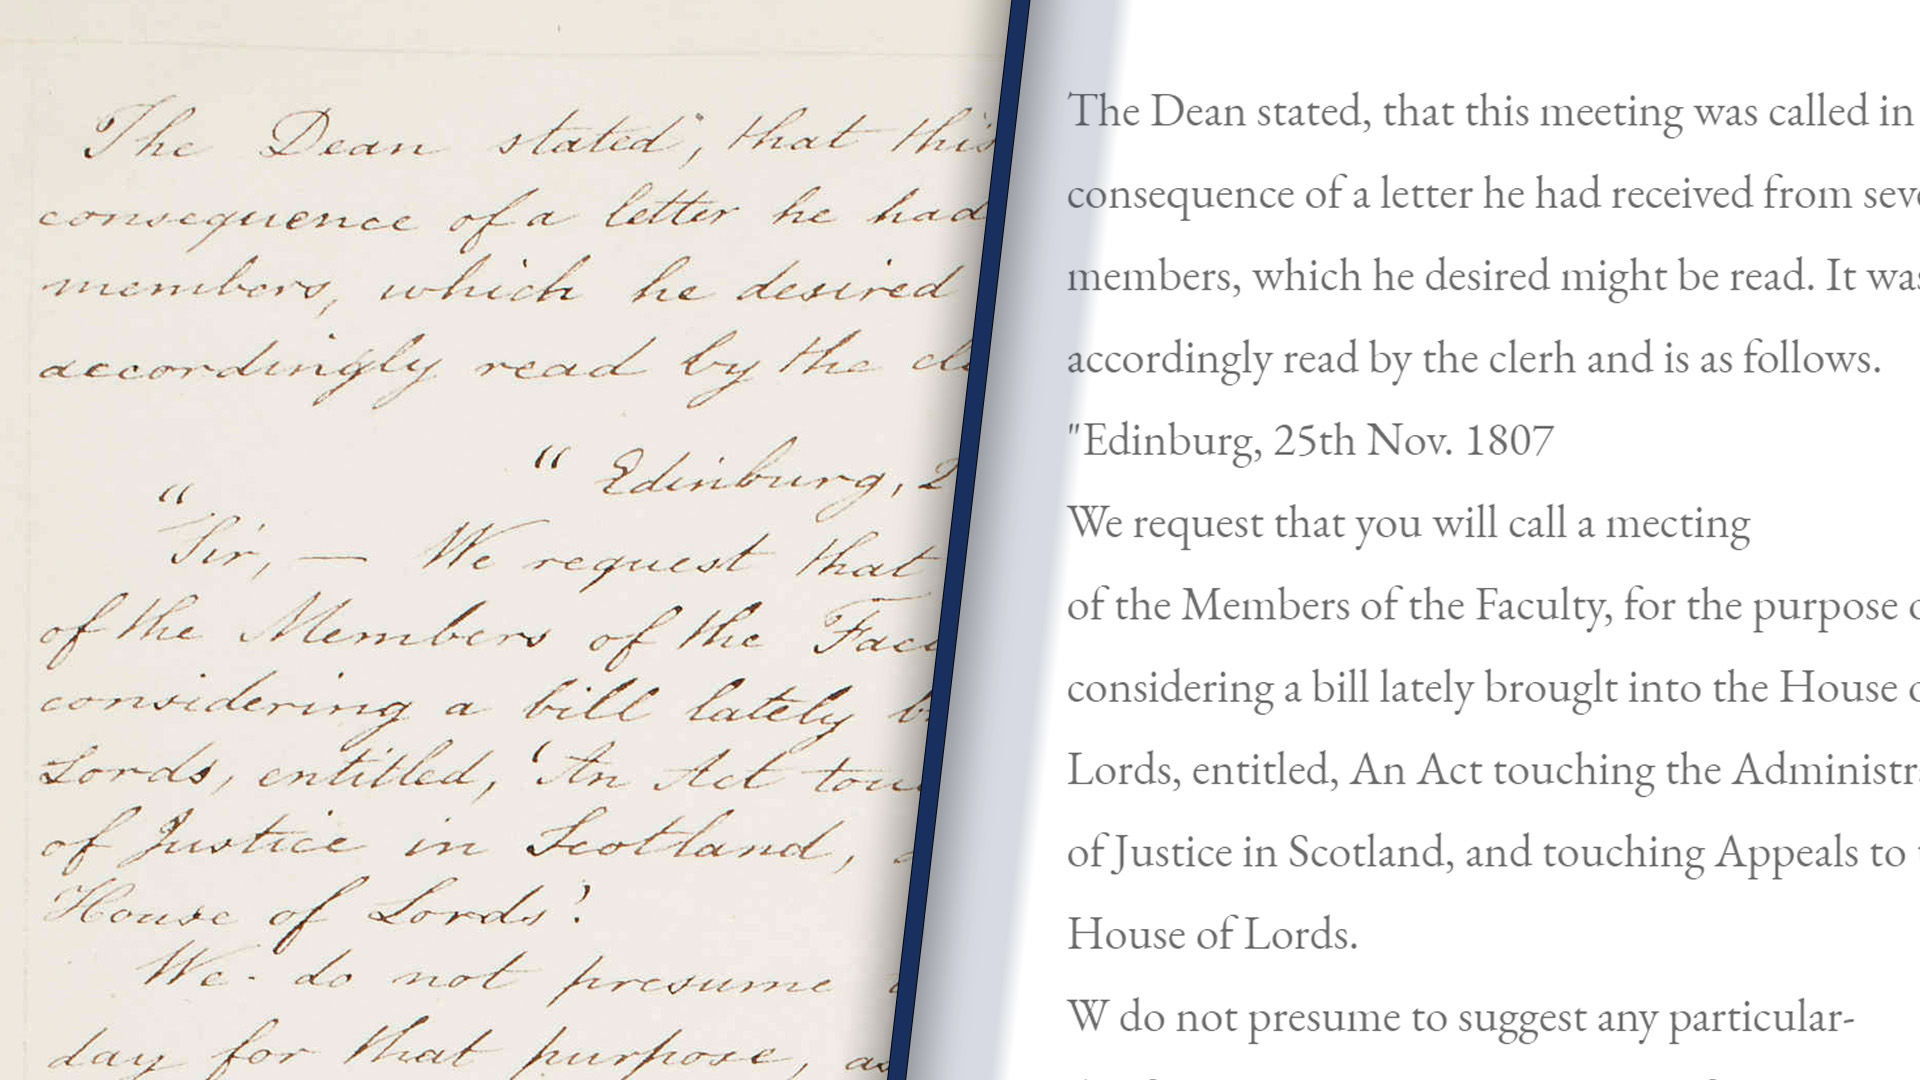 The Dean stated, that this
consequence of a letter he had
members, which he desired
accordingly read by the
"Edinburg,
"Sir, — We request that
of the Members of the
considering a bill lately
Lords, entitled, 'An Act
of Justice in Scotland,
House of Lords'.
We do not presume
day for that purpose, as
The Dean stated, that this meeting was called in
consequence of a letter he had received from
members, which he desired might be read. It was
accordingly read by the clerh and is as follows.
"Edinburg, 25th Nov. 1807
We request that you will call a mecting
of the Members of the Faculty, for the purpose
considering a bill lately brouglt into the House
Lords, entitled, An Act touching the
of Justice in Scotland, and touching Appeals to
House of Lords.
W do not presume to suggest any particular-